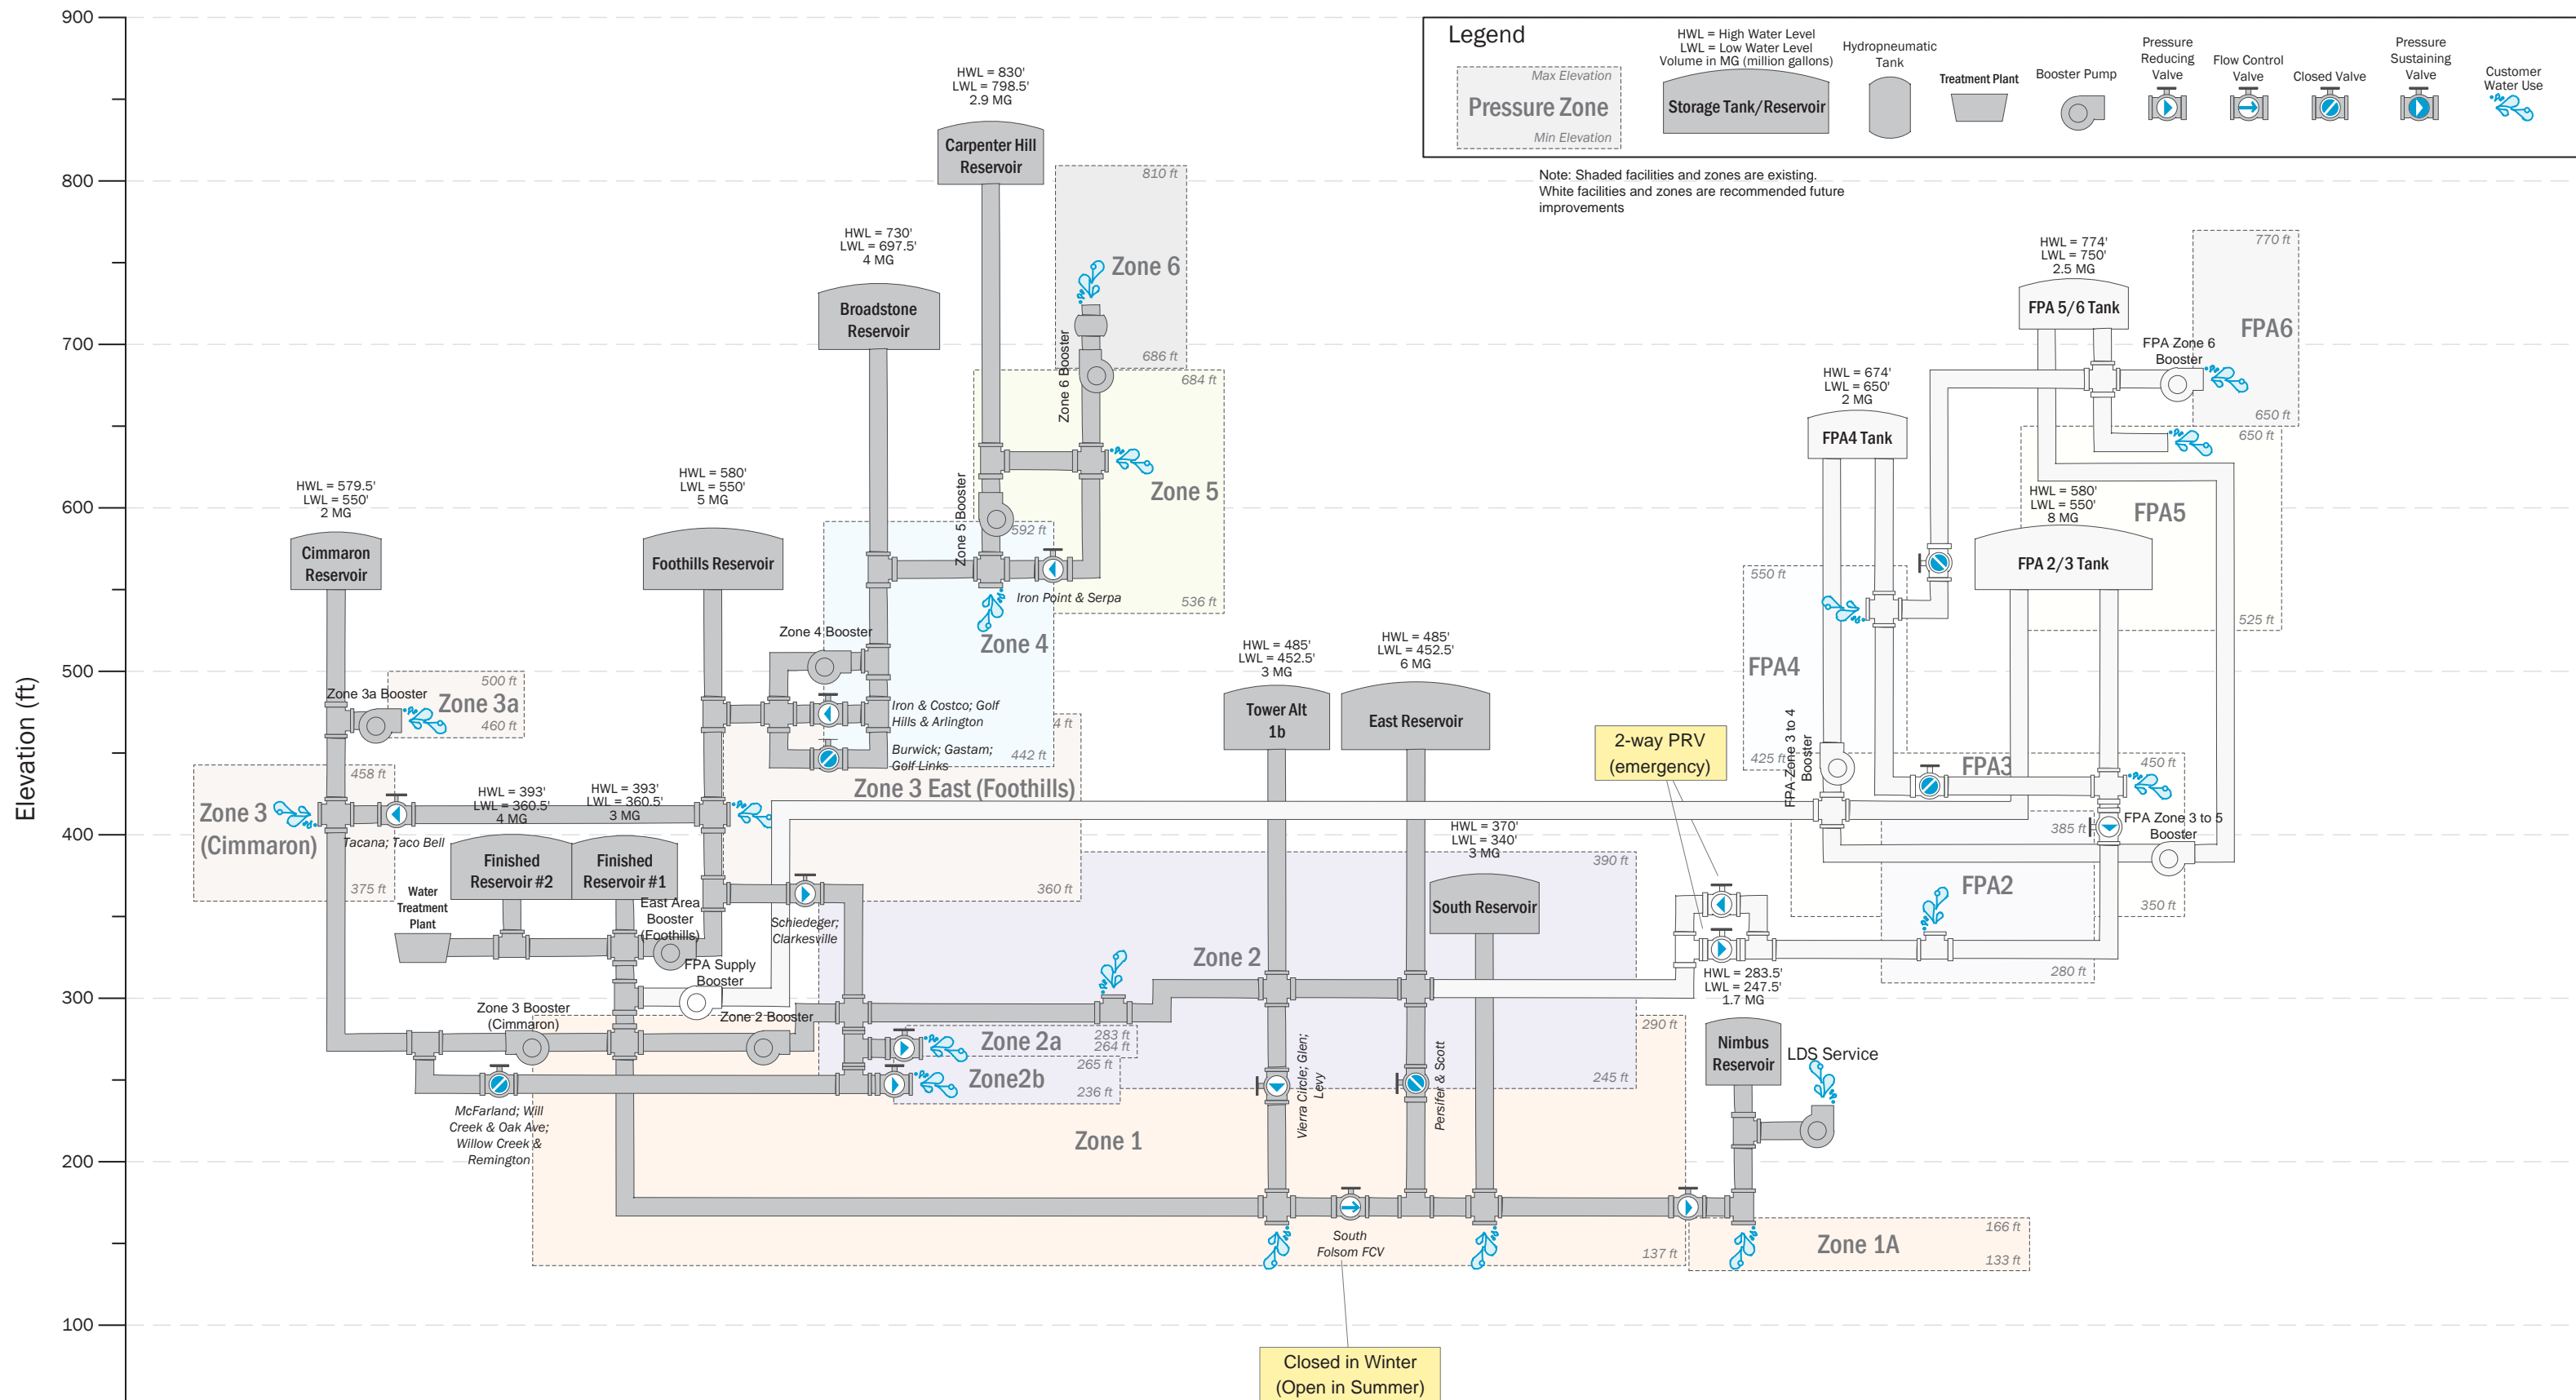 Legend
HWL = High Water Level
LWL = Low Water Level
Volume in MG (million gallons)
Max Elevation
Pressure Zone
Min Elevation
Storage Tank/Reservoir
Hydropneumatic
Tank
Treatment Plant
Booster Pump
Pressure
Reducing
Valve
Flow Control
Valve
Closed Valve
Pressure
Sustaining
Valve
Customer
Water Use
Note: Shaded facilities and zones are existing.
White facilities and zones are recommended future
improvements
Elevation (ft)
900
800
700
600
500
400
300
200
100
HWL = 830'
LWL = 798.5'
2.9 MG
Carpenter Hill
Reservoir
810 ft
Zone 6
686 ft
Zone 6 Booster
HWL = 730'
LWL = 697.5'
4 MG
Broadstone
Reservoir
684 ft
Zone 5
536 ft
Zone 5 Booster
592 ft
Iron Point & Serpa
Zone 4
442 ft
Zone 4 Booster
Iron & Costco; Golf
Hills & Arlington
Burwick; Gastam;
Golf Links
HWL = 579.5'
LWL = 550'
2 MG
Cimmaron
Reservoir
HWL = 580'
LWL = 550'
5 MG
Foothills Reservoir
500 ft
Zone 3a Booster
Zone 3a
460 ft
458 ft
Zone 3
(Cimmaron)
375 ft
Tacana; Taco Bell
4 ft
Zone 3 East (Foothills)
360 ft
HWL = 393'
LWL = 360.5'
4 MG
Finished
Reservoir #2
HWL = 393'
LWL = 360.5'
3 MG
Finished
Reservoir #1
Water
Treatment
Plant
East Area
Booster
(Foothills)
Schiedeger;
Clarkesville
FPA Supply
Booster
Zone 3 Booster
(Cimmaron)
Zone 2 Booster
McFarland; Will
Creek & Oak Ave;
Willow Creek &
Remington
390 ft
Zone 2
245 ft
283 ft
Zone 2a
264 ft
265 ft
Zone2b
236 ft
290 ft
Zone 1
137 ft
HWL = 485'
LWL = 452.5'
3 MG
Tower Alt
1b
HWL = 485'
LWL = 452.5'
6 MG
East Reservoir
HWL = 370'
LWL = 340'
3 MG
South Reservoir
Vierra Circle; Glen;
Levy
Persifer & Scott
South
Folsom FCV
Closed in Winter
(Open in Summer)
2-way PRV
(emergency)
HWL = 283.5'
LWL = 247.5'
1.7 MG
Nimbus
Reservoir
LDS Service
166 ft
Zone 1A
133 ft
HWL = 674'
LWL = 650'
2 MG
FPA4 Tank
HWL = 774'
LWL = 750'
2.5 MG
FPA 5/6 Tank
770 ft
FPA6
650 ft
FPA Zone 6
Booster
650 ft
FPA5
525 ft
HWL = 580'
LWL = 550'
8 MG
FPA 2/3 Tank
550 ft
FPA4
425 ft
FPA Zone 3 to 4
Booster
450 ft
FPA3
350 ft
FPA Zone 3 to 5
Booster
385 ft
FPA2
280 ft